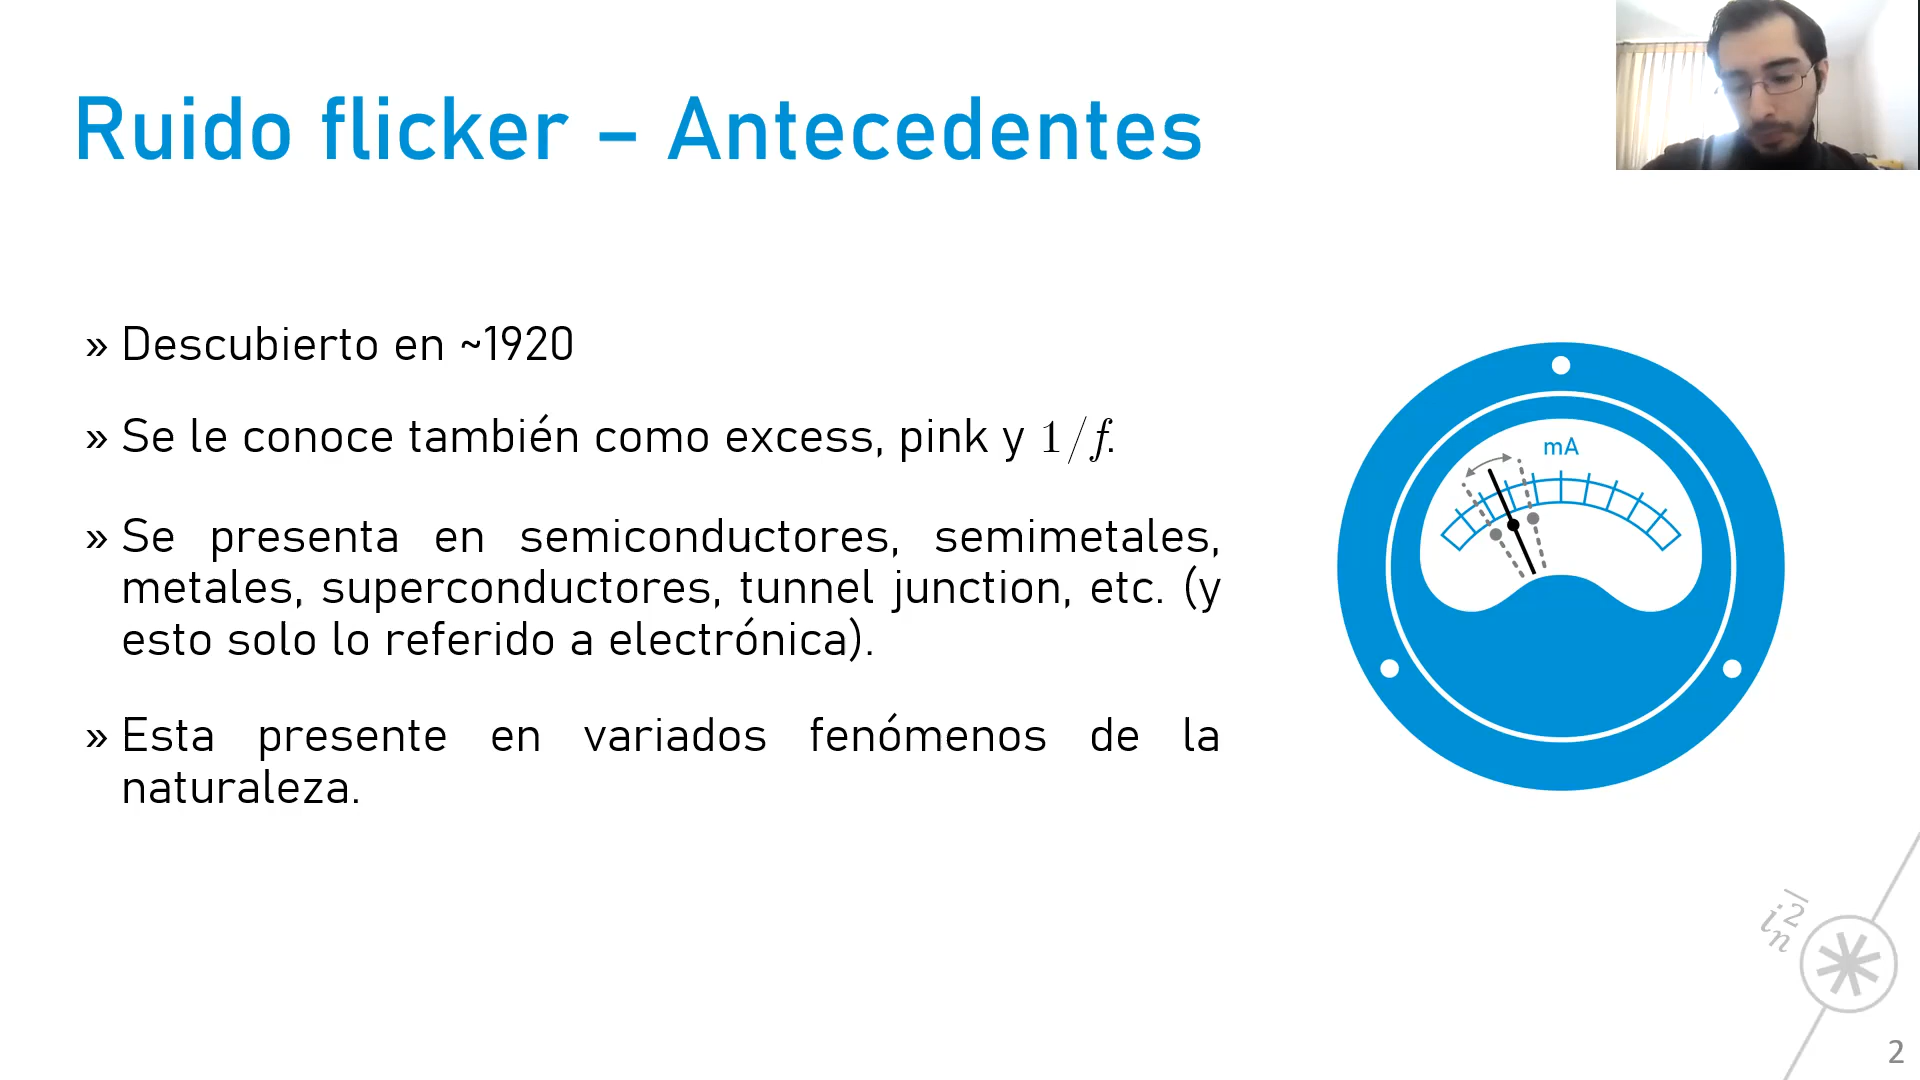 Ruido flicker – Antecedentes
» Descubierto en ~1920
» Se le conoce también como excess, pink y 1/f.
» Se presenta en semiconductores, semimetales,
metales, superconductores, tunnel junction, etc. (y
esto solo lo referido a electrónica).
» Esta presente en variados fenómenos de la
naturaleza.
mA
i_n^2
2